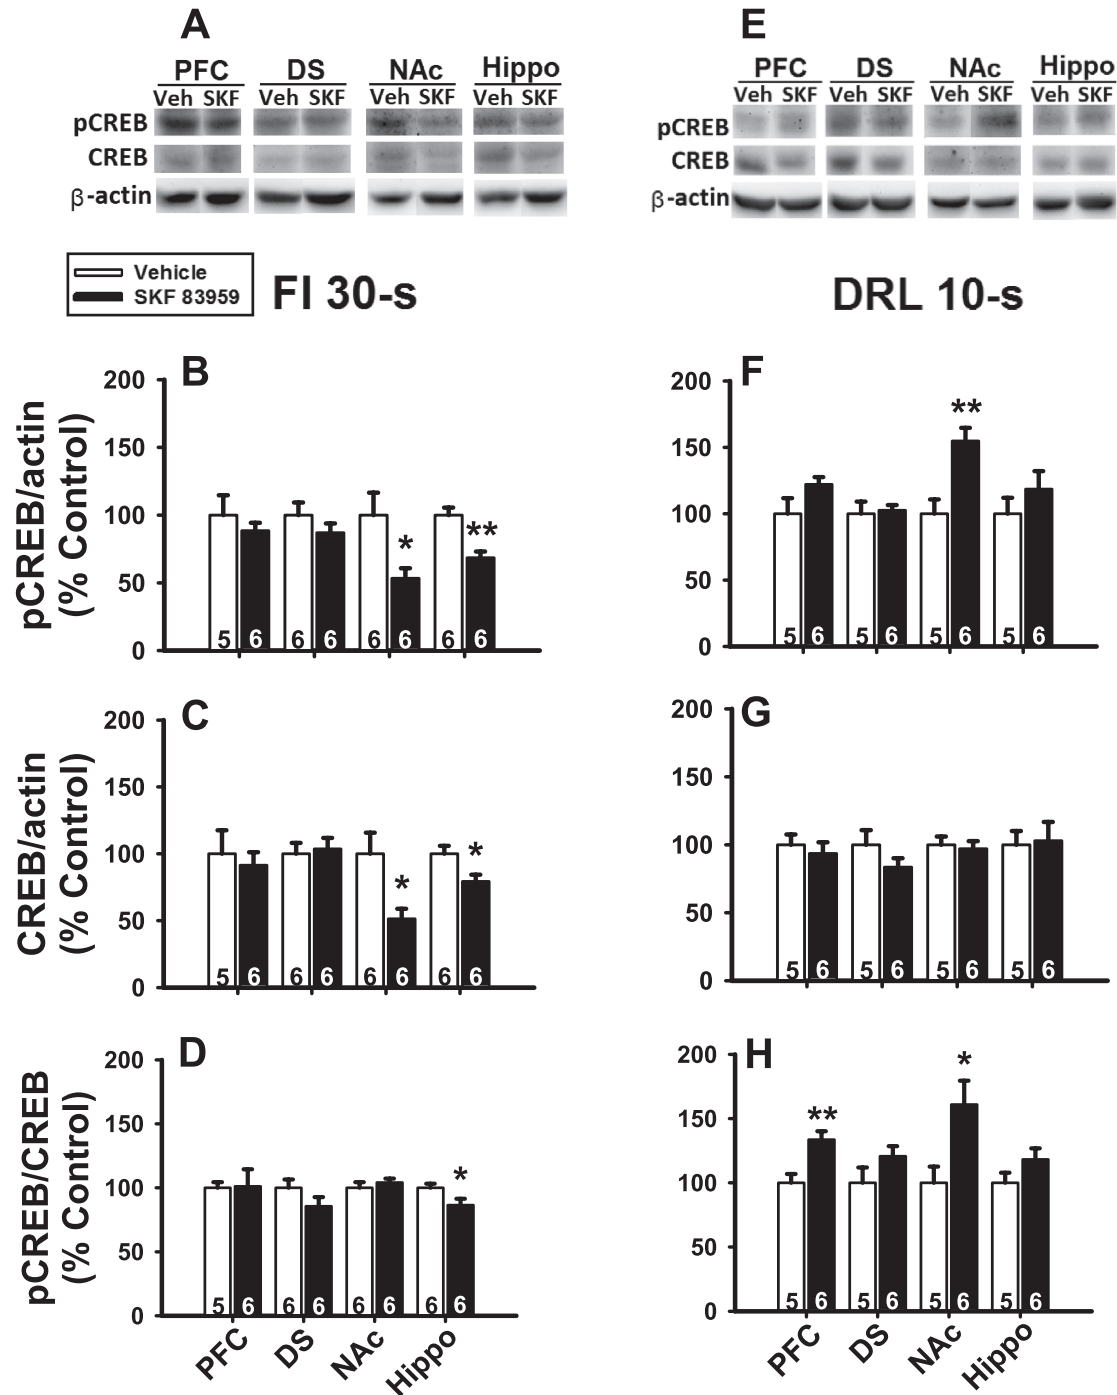 A
PFC DS NAc Hippo
Veh SKF Veh SKF Veh SKF Veh SKF
pCREB
CREB
β-actin
E
PFC DS NAc Hippo
Veh SKF Veh SKF Veh SKF Veh SKF
pCREB
CREB
β-actin
Vehicle
SKF 83959
FI 30-s
DRL 10-s
B
pCREB/actin
(% Control)
200
150
100
50
0
* **
5 6 6 6 6 6 6 6
F
200
150
100
50
0
**
5 6 5 6 5 6 5 6
C
CREB/actin
(% Control)
200
150
100
50
0
* *
5 6 6 6 6 6 6 6
G
200
150
100
50
0
5 6 5 6 5 6 5 6
D
pCREB/CREB
(% Control)
200
150
100
50
0
*
5 6 6 6 6 6 6 6
PFC DS NAc Hippo
H
200
150
100
50
0
** *
5 6 5 6 5 6 5 6
PFC DS NAc Hippo